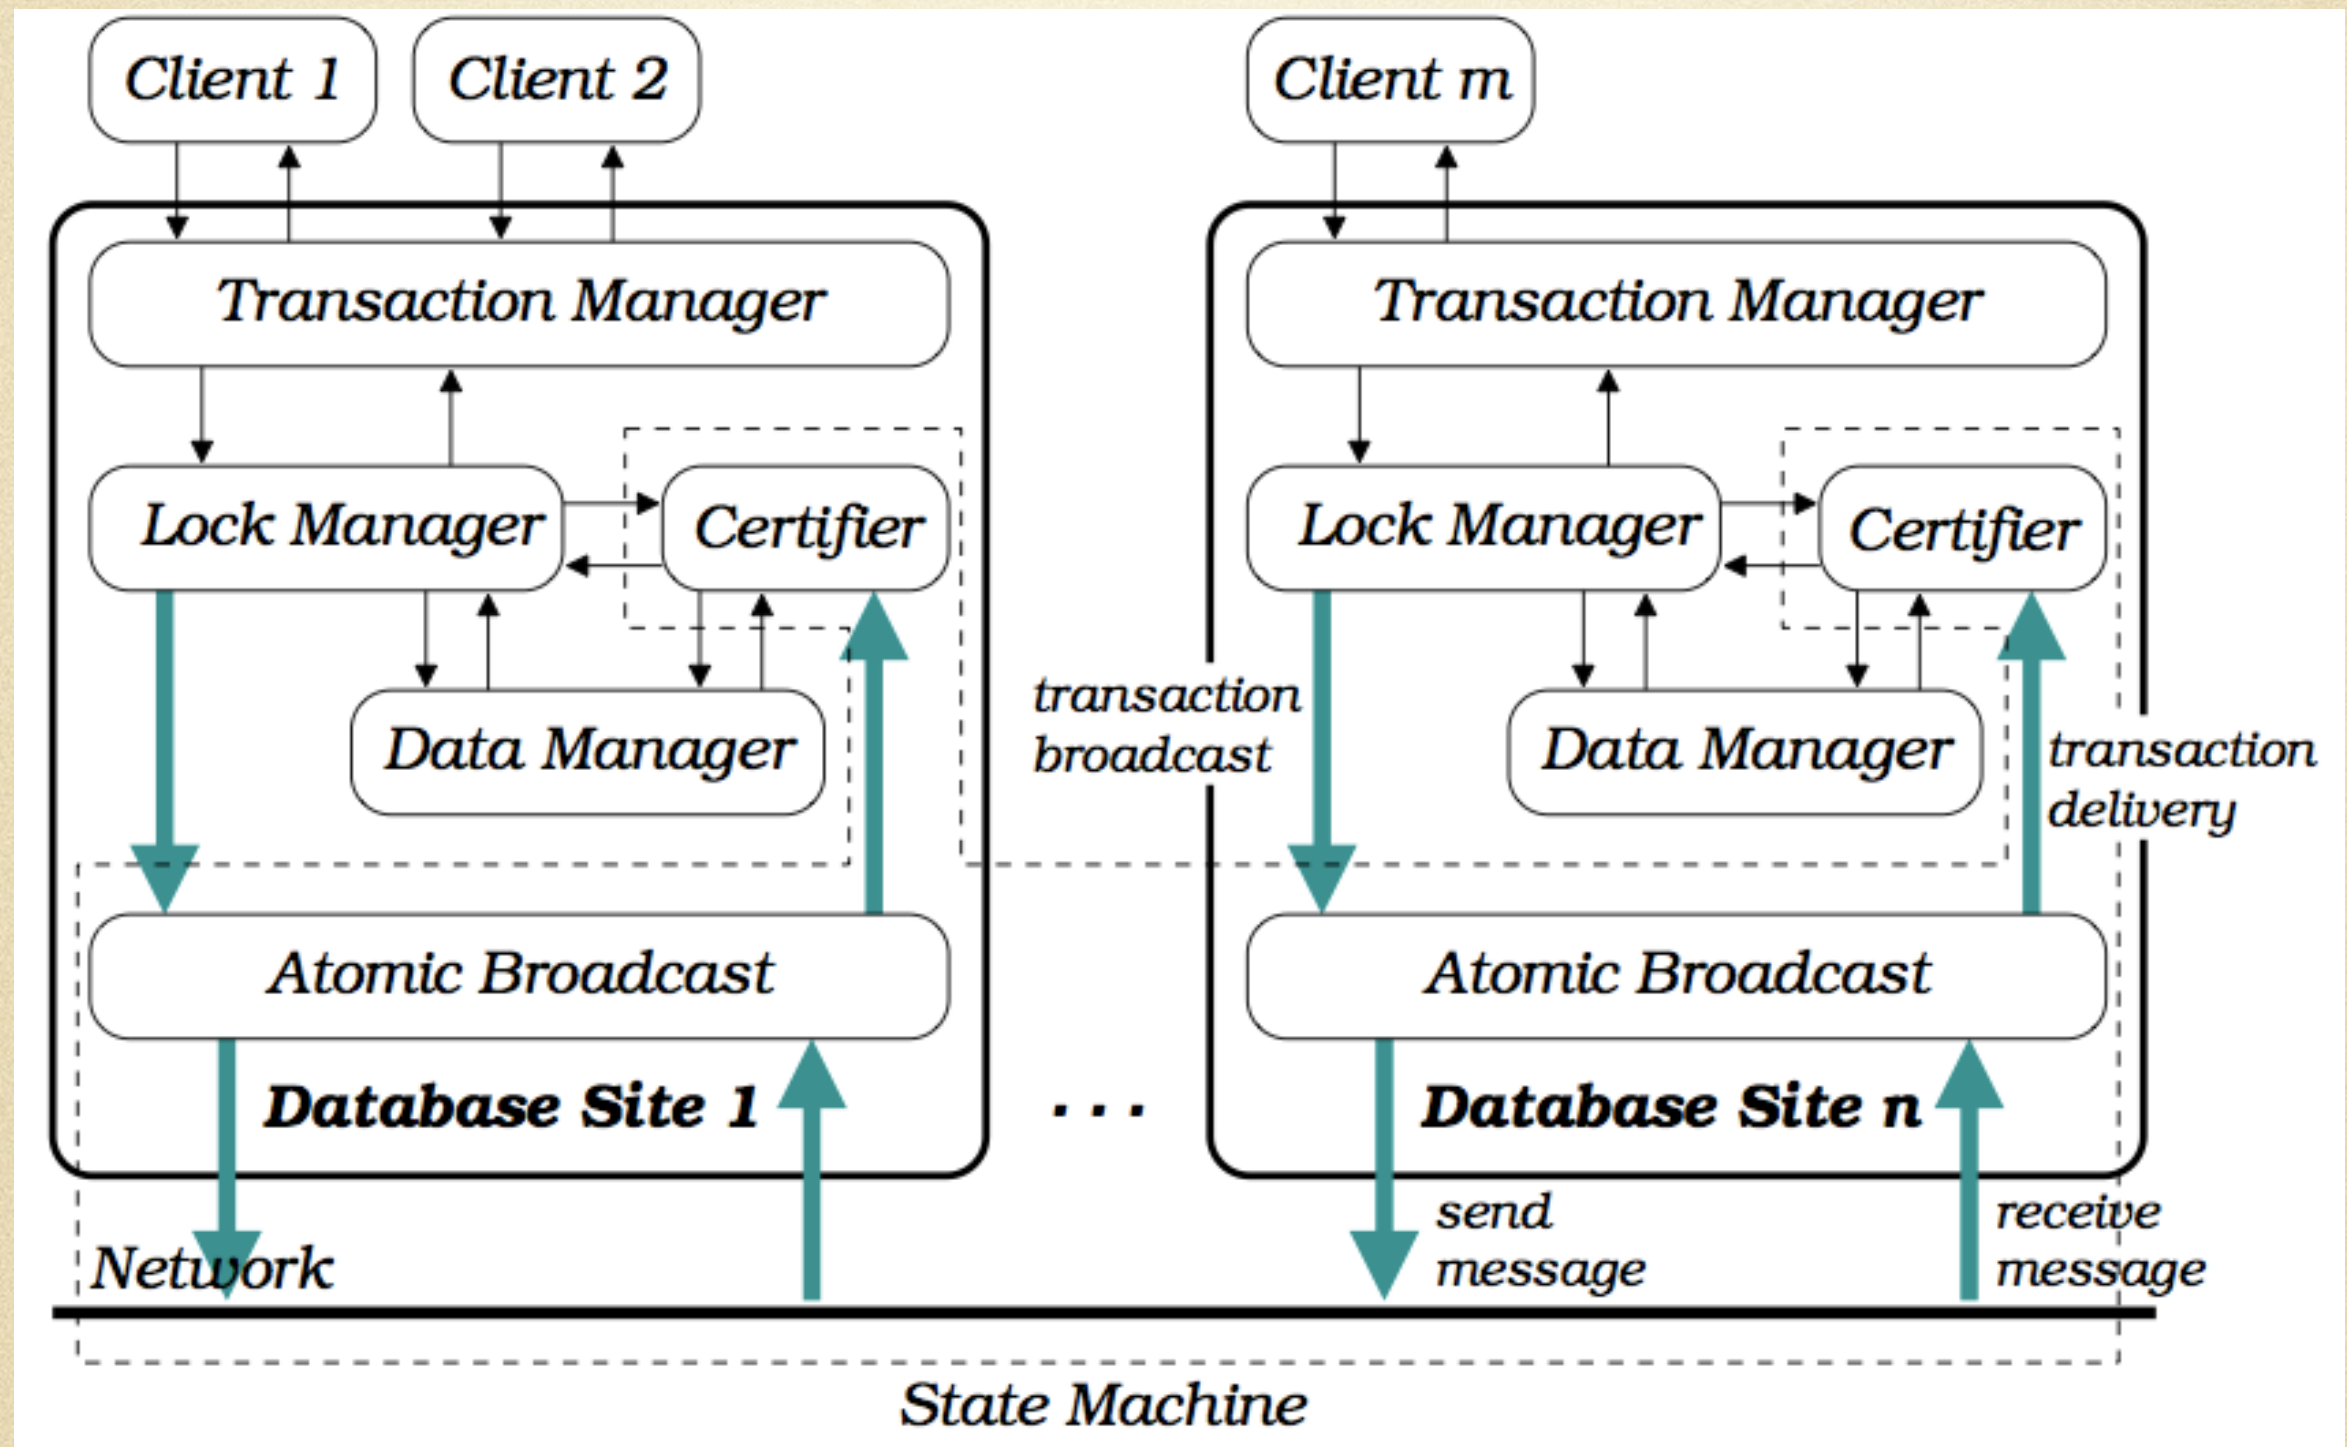 Client 1
Client 2
Client m
Transaction Manager
Transaction Manager
Lock Manager
Certifier
Lock Manager
Certifier
Data Manager
transaction
broadcast
Data Manager
transaction
delivery
Atomic Broadcast
Atomic Broadcast
Database Site 1
. . .
Database Site n
Network
send
message
receive
message
State Machine